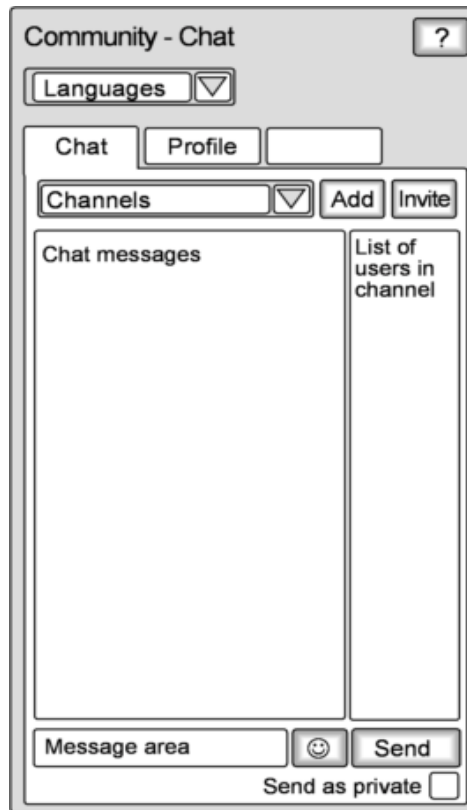 Community - Chat
?
Languages
Chat
Profile
Channels
Add
Invite
Chat messages
List of
users in
channel
Message area
Send
Send as private